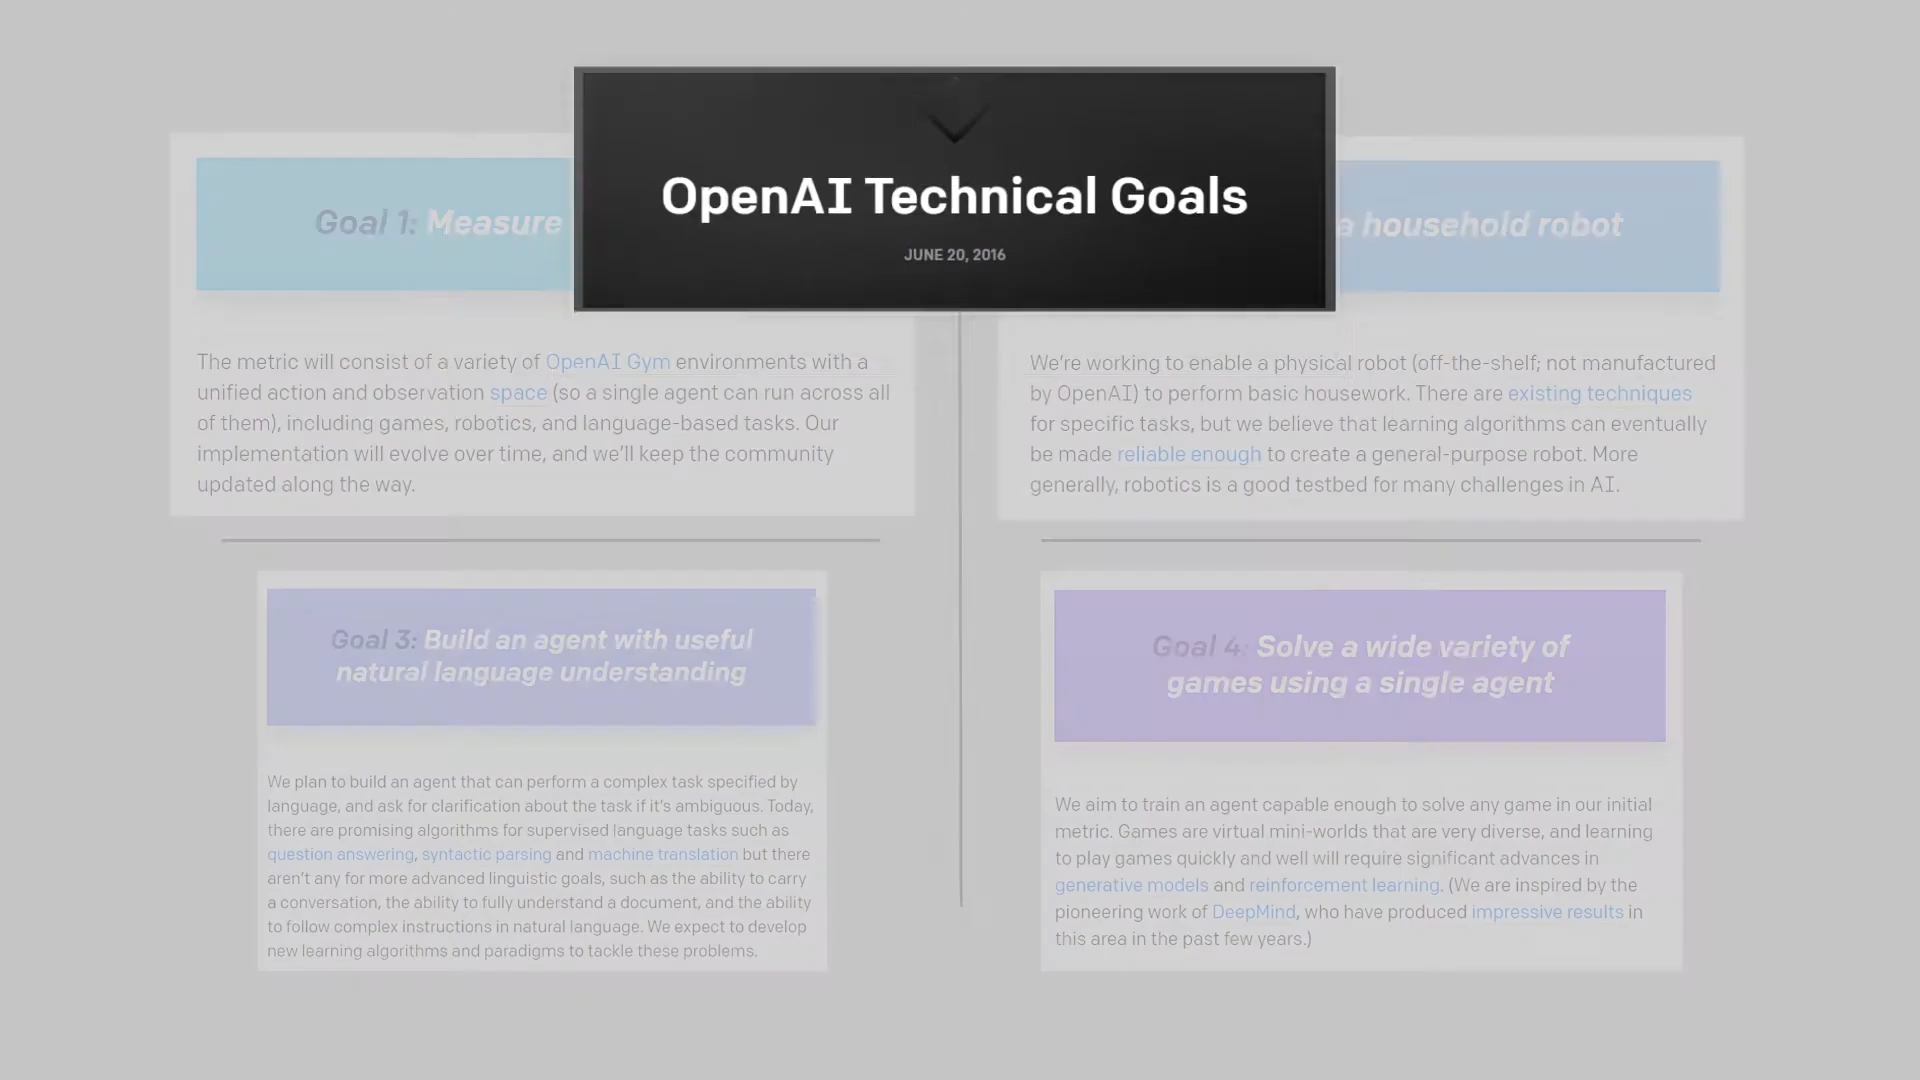 OpenAI Technical Goals
JUNE 20, 2016
Goal 1: Measure
The metric will consist of a variety of OpenAI Gym environments with a
unified action and observation space (so a single agent can run across all
of them), including games, robotics, and language-based tasks. Our
implementation will evolve over time, and we'll keep the community
updated along the way.
a household robot
We're working to enable a physical robot (off-the-shelf; not manufactured
by OpenAI) to perform basic housework. There are existing techniques
for specific tasks, but we believe that learning algorithms can eventually
be made reliable enough to create a general-purpose robot. More
generally, robotics is a good testbed for many challenges in AI.
Goal 3: Build an agent with useful
natural language understanding
We plan to build an agent that can perform a complex task specified by
language, and ask for clarification about the task if it's ambiguous. Today,
there are promising algorithms for supervised language tasks such as
question answering, syntactic parsing and machine translation but there
aren't any for more advanced linguistic goals, such as the ability to carry
a conversation, the ability to fully understand a document, and the ability
to follow complex instructions in natural language. We expect to develop
new learning algorithms and paradigms to tackle these problems.
Goal 4: Solve a wide variety of
games using a single agent
We aim to train an agent capable enough to solve any game in our initial
metric. Games are virtual mini-worlds that are very diverse, and learning
to play games quickly and well will require significant advances in
generative models and reinforcement learning. (We are inspired by the
pioneering work of DeepMind, who have produced impressive results in
this area in the past few years.)